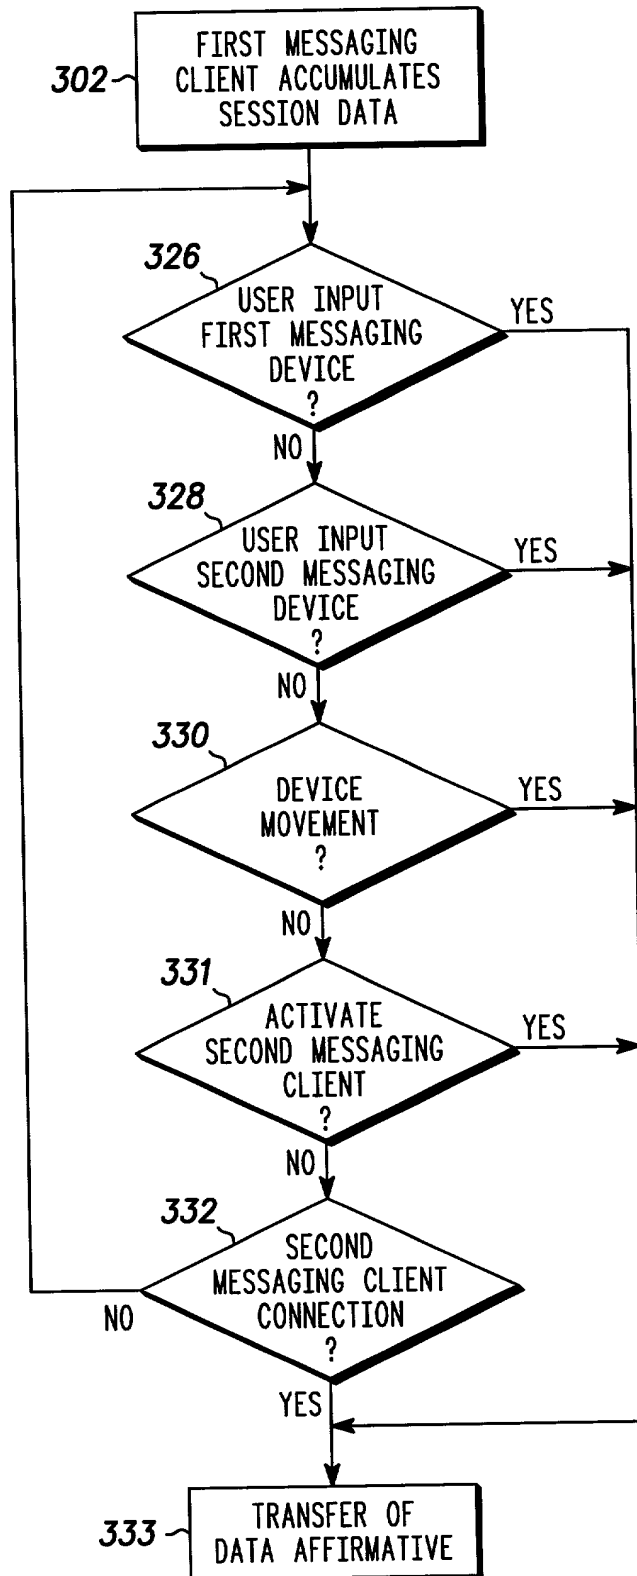 302
FIRST MESSAGING
CLIENT ACCUMULATES
SESSION DATA
326
USER INPUT
FIRST MESSAGING
DEVICE
?
YES
NO
328
USER INPUT
SECOND MESSAGING
DEVICE
?
YES
NO
330
DEVICE
MOVEMENT
?
YES
NO
331
ACTIVATE
SECOND MESSAGING
CLIENT
?
YES
NO
332
SECOND
MESSAGING CLIENT
CONNECTION
?
NO
YES
333
TRANSFER OF
DATA AFFIRMATIVE